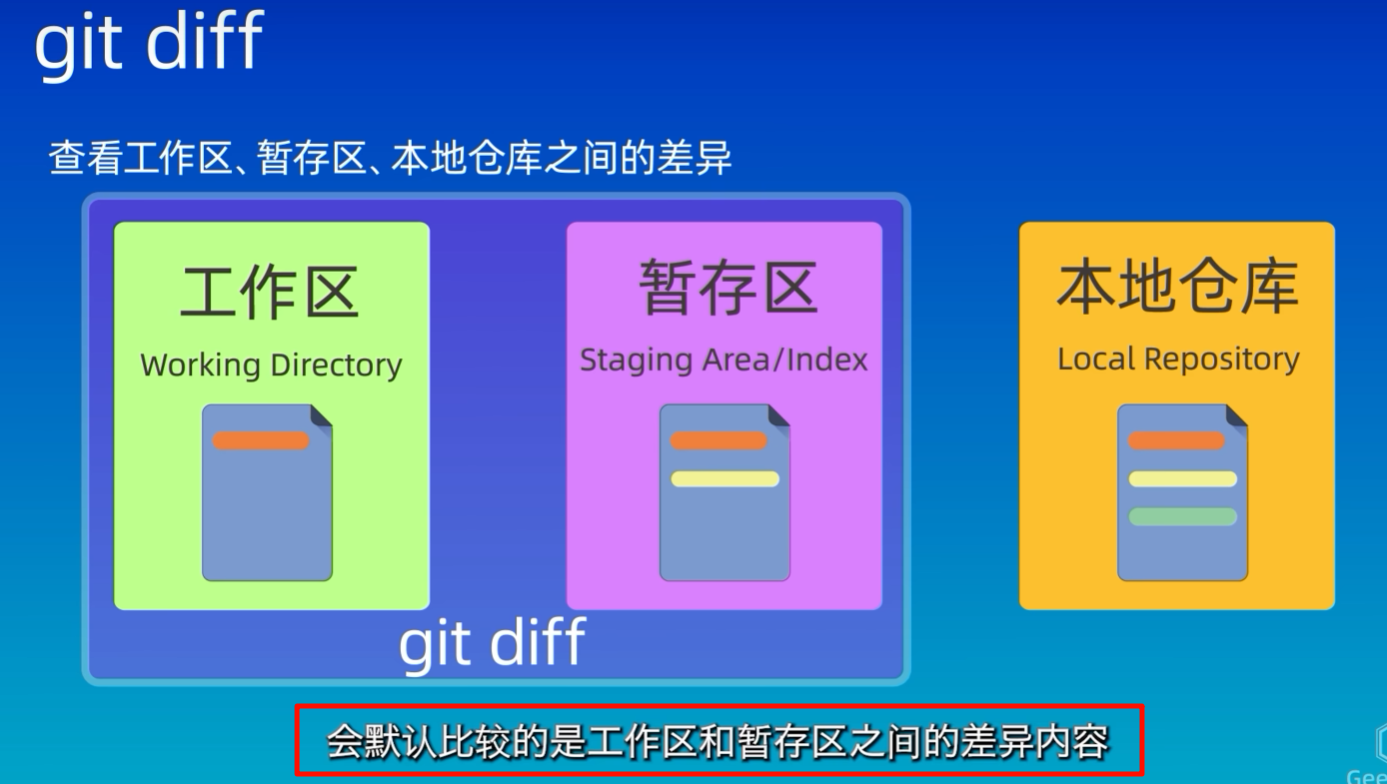 git diff
查看工作区、暂存区、本地仓库之间的差异
工作区
Working Directory
暂存区
Staging Area/Index
本地仓库
Local Repository
git diff
会默认比较的是工作区和暂存区之间的差异内容